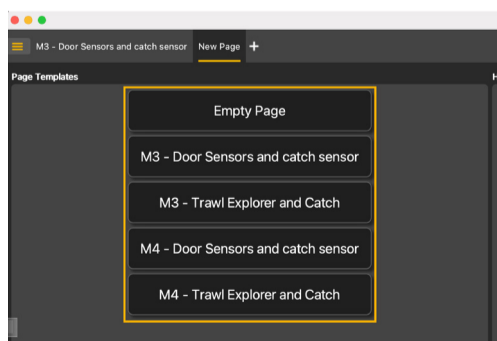 M3 - Door Sensors and catch sensor New Page +
Page Templates H
Empty Page
M3 - Door Sensors and catch sensor
M3 - Trawl Explorer and Catch
M4 - Door Sensors and catch sensor
M4 - Trawl Explorer and Catch